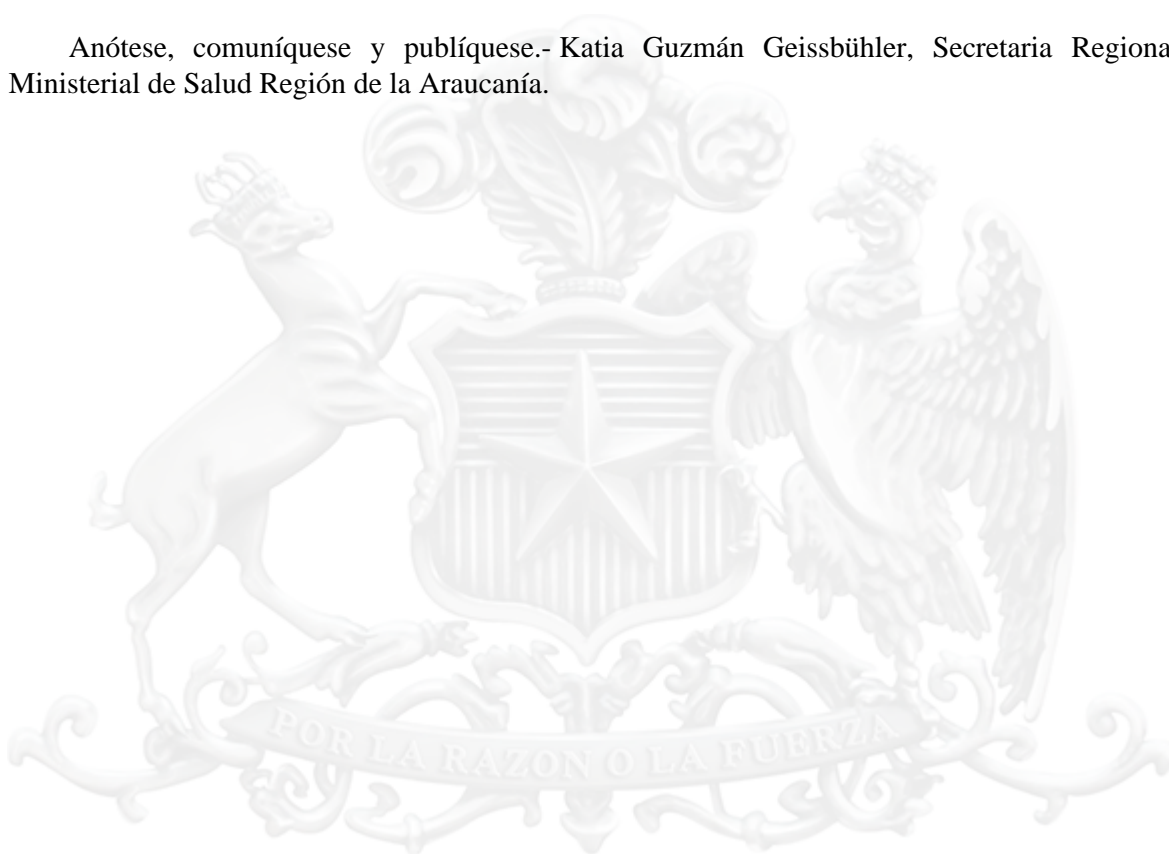 Anótese, comuníquese y publíquese.- Katia Guzmán Geissbühler, Secretaria Regiona
Ministerial de Salud Región de la Araucanía.
POR LA RAZON O LA FUERZA